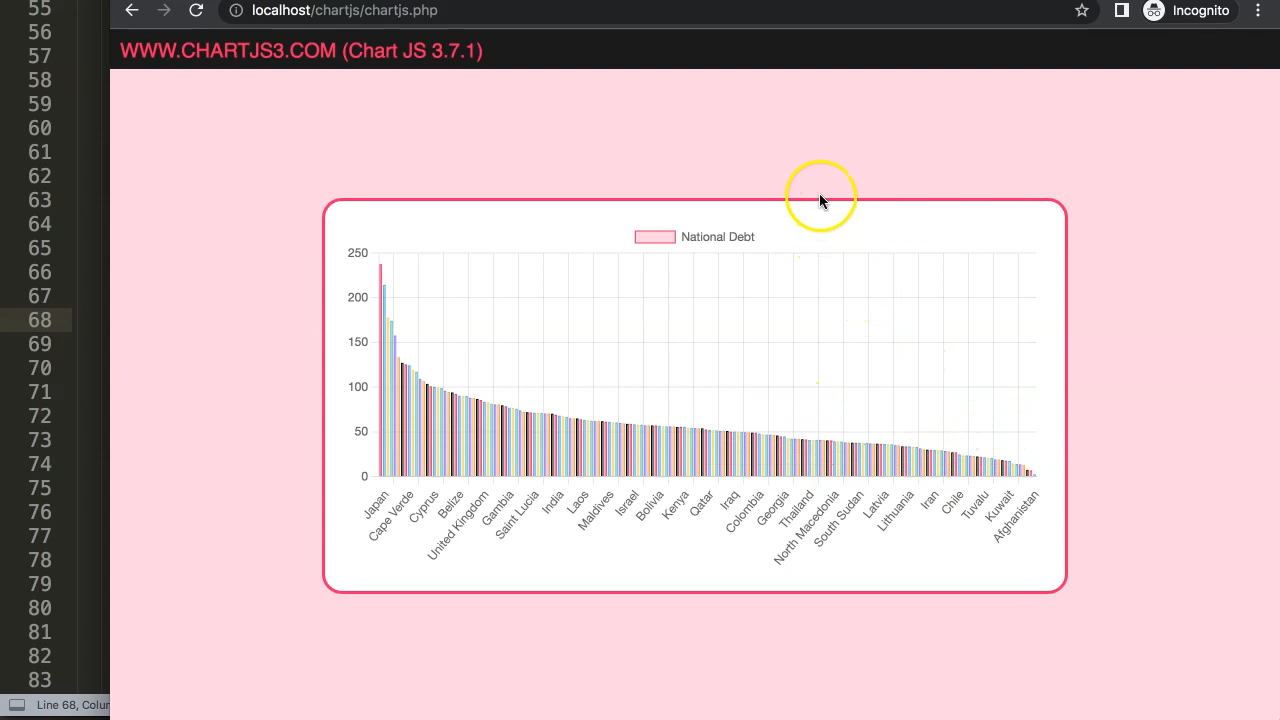 55
56
57
58
59
60
61
62
63
64
65
66
67
68
69
70
71
72
73
74
75
76
77
78
79
80
81
82
83
Line 68, Colum
localhost/chartjs/chartjs.php
Incognito
WWW.CHARTJS3.COM (Chart JS 3.7.1)
National Debt
250
200
150
100
50
0
Japan
Cape Verde
Cyprus
Belize
United Kingdom
Gambia
Saint Lucia
India
Laos
Maldives
Israel
Bolivia
Kenya
Qatar
Iraq
Colombia
Georgia
Thailand
North Macedonia
South Sudan
Latvia
Lithuania
Iran
Chile
Tuvalu
Kuwait
Afghanistan